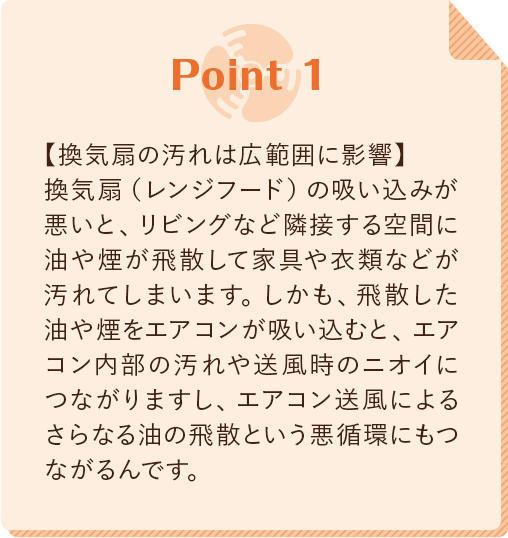 Point 1
【換気扇の汚れは広範囲に影響】
換気扇（レンジフード）の吸い込みが
悪いと、リビングなど隣接する空間に
油や煙が飛散して家具や衣類などが
汚れてしまいます。しかも、飛散した
油や煙をエアコンが吸い込むと、エア
コン内部の汚れや送風時のニオイに
つながりますし、エアコン送風による
さらなる油の飛散という悪循環にもつ
ながるんです。